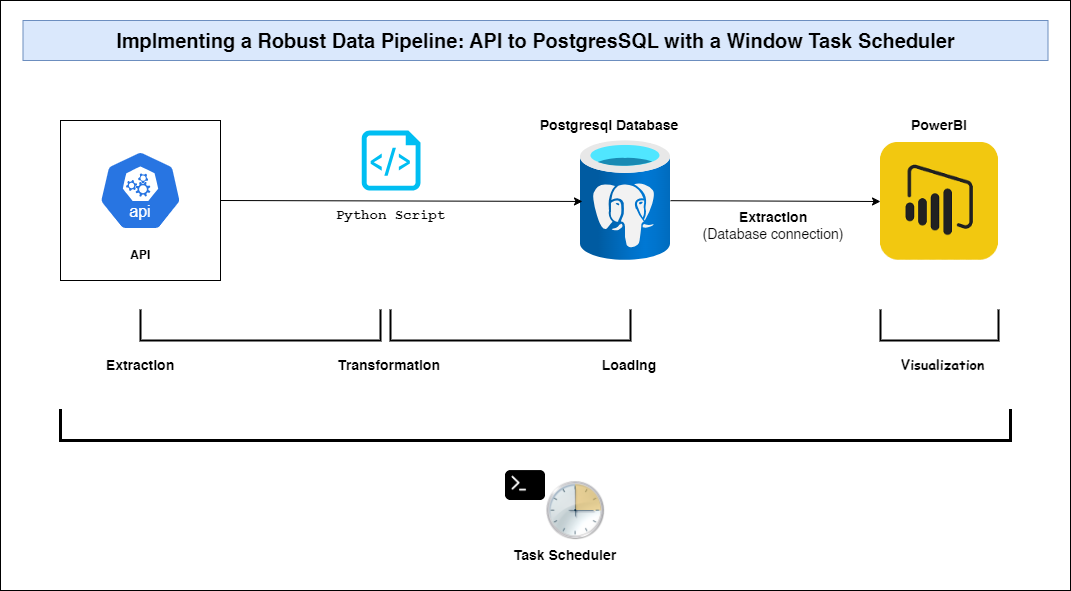 Implmenting a Robust Data Pipeline: API to PostgresSQL with a Window Task Scheduler
Postgresql Database
PowerBI
</>
api
Python Script
Extraction
(Database connection)
API
Extraction
Transformation
Loading
Visualization
>_
Task Scheduler